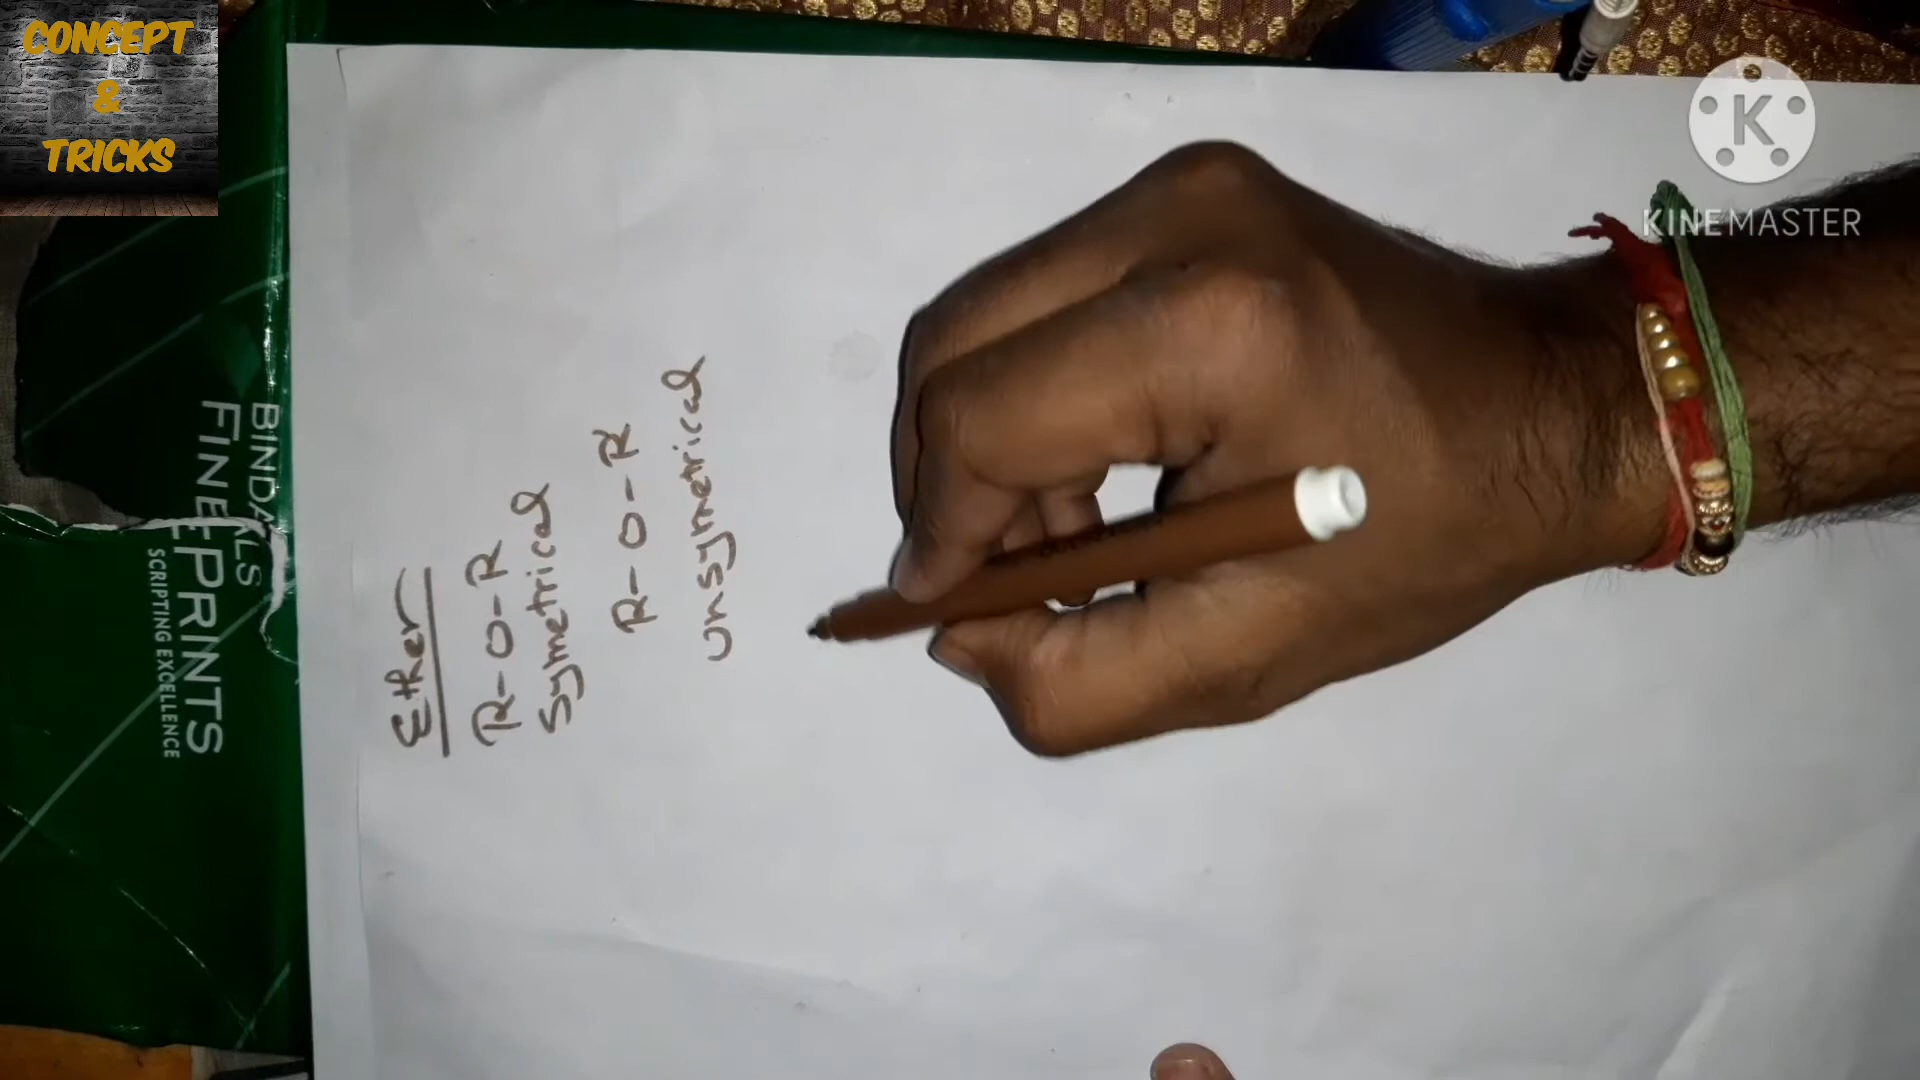 CONCEPT
&
TRICKS
K
KINEMASTER
BINDALS
FINE PRINTS
SCRIPTING EXCELLENCE
Ether
R-O-R
Symetrical
R-O-R
unsymetrical